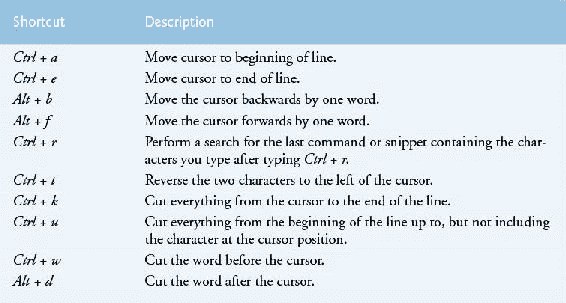 Shortcut Description
Ctrl + a Move cursor to beginning of line.
Ctrl + e Move cursor to end of line.
Alt + b Move the cursor backwards by one word.
Alt + f Move the cursor forwards by one word.
Ctrl + r Perform a search for the last command or snippet containing the char-
acters you type after typing Ctrl + r.
Ctrl + t Reverse the two characters to the left of the cursor.
Ctrl + k Cut everything from the cursor to the end of the line.
Ctrl + u Cut everything from the beginning of the line up to, but not including
the character at the cursor position.
Ctrl + w Cut the word before the cursor.
Alt + d Cut the word after the cursor.